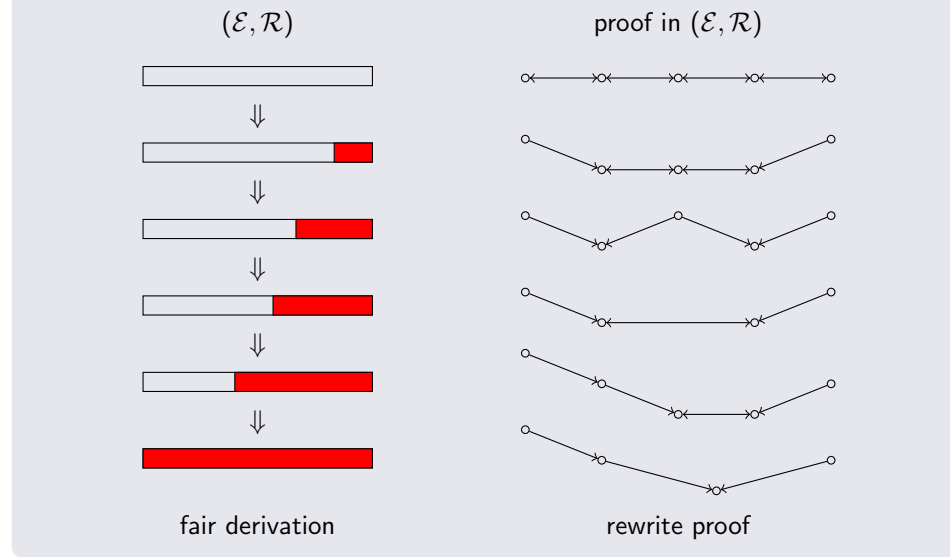 (ℰ, ℛ)
proof in (ℰ, ℛ)
⇓
⇓
⇓
⇓
⇓
fair derivation
rewrite proof